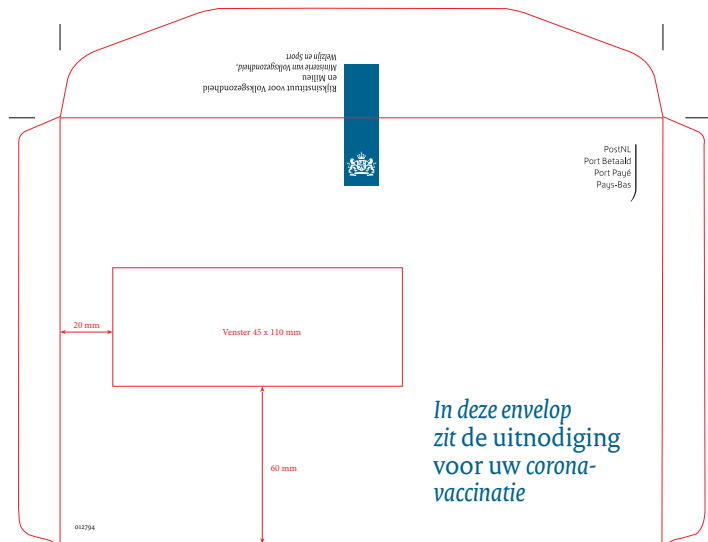 Rijksinstituut voor Volksgezondheid
en Milieu
Ministerie van Volksgezondheid,
Welzijn en Sport
PostNL
Port Betaald
Port Payé
Pays-Bas
20 mm
Venster 45 x 110 mm
In deze envelop
zit de uitnodiging
voor uw corona-
vaccinatie
60 mm
012794